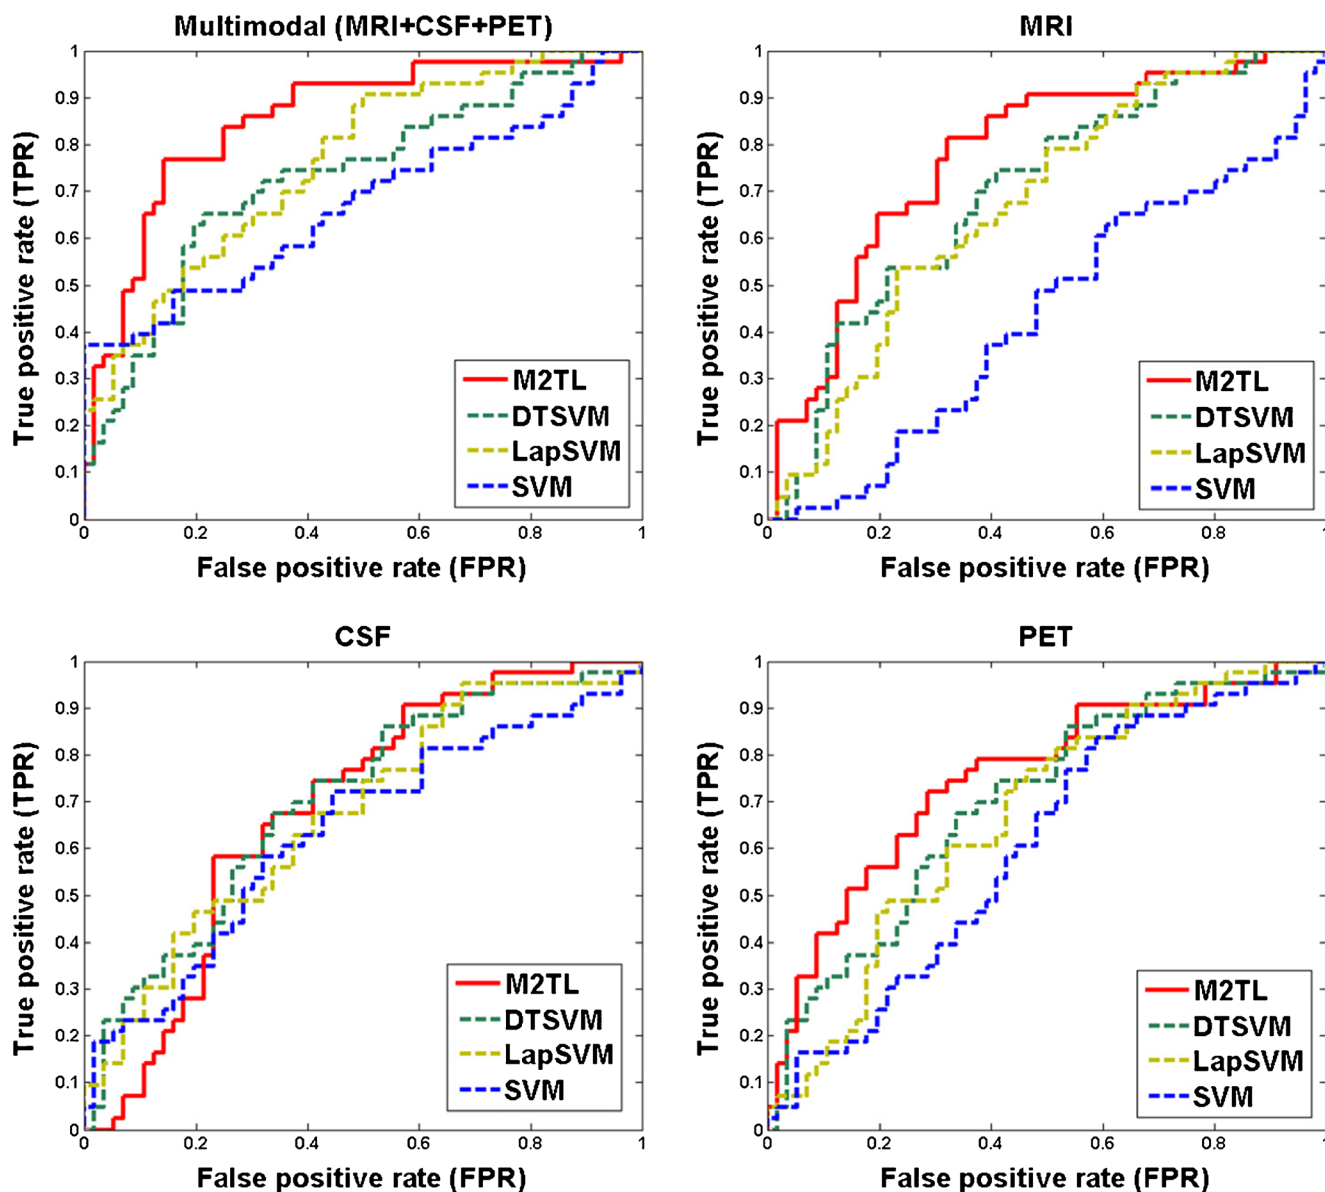 Multimodal (MRI+CSF+PET)
1
0.9
0.8
0.7
0.6
0.5
0.4
0.3
0.2
0.1
0
True positive rate (TPR)
M2TL
DTSVM
LapSVM
SVM
0
0.2
0.4
0.6
0.8
1
False positive rate (FPR)
MRI
1
0.9
0.8
0.7
0.6
0.5
0.4
0.3
0.2
0.1
0
True positive rate (TPR)
M2TL
DTSVM
LapSVM
SVM
0
0.2
0.4
0.6
0.8
1
False positive rate (FPR)
CSF
1
0.9
0.8
0.7
0.6
0.5
0.4
0.3
0.2
0.1
0
True positive rate (TPR)
M2TL
DTSVM
LapSVM
SVM
0
0.2
0.4
0.6
0.8
1
False positive rate (FPR)
PET
1
0.9
0.8
0.7
0.6
0.5
0.4
0.3
0.2
0.1
0
True positive rate (TPR)
M2TL
DTSVM
LapSVM
SVM
0
0.2
0.4
0.6
0.8
1
False positive rate (FPR)